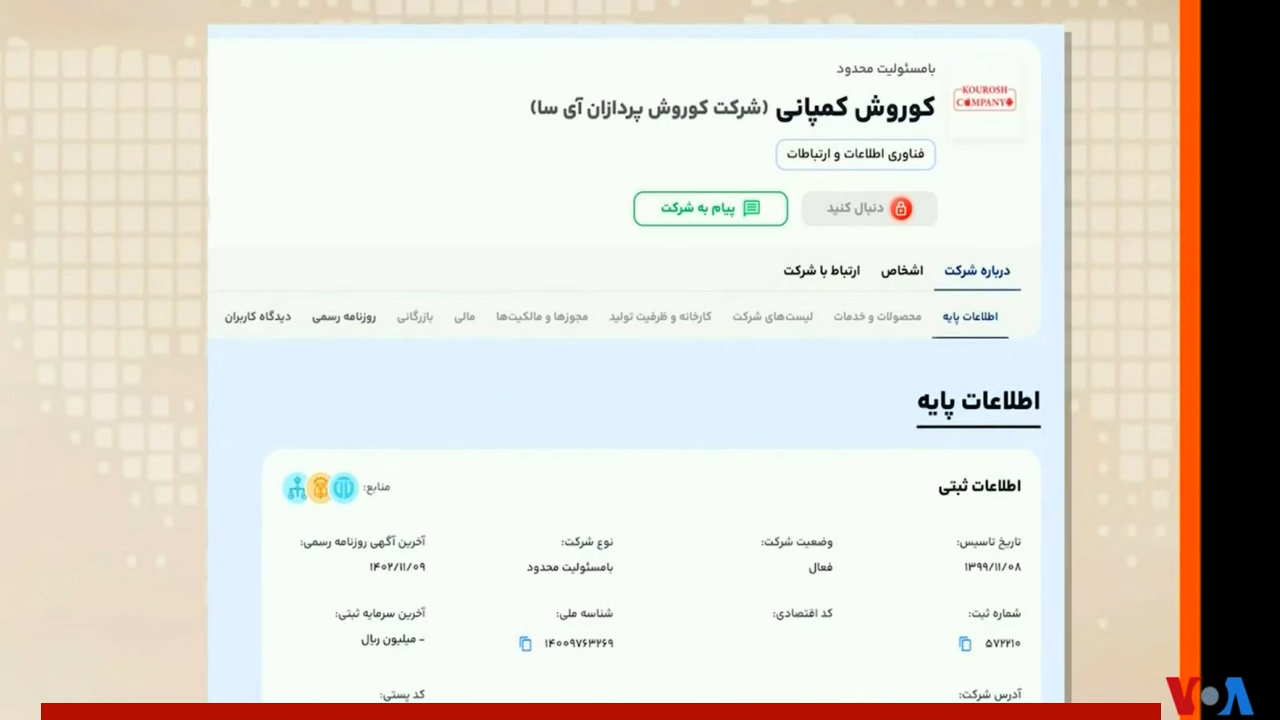 بامسئولیت محدود
KOUROSH
COMPANY
کوروش کمپانی (شرکت کوروش پردازان آی سا)
فناوری اطلاعات و ارتباطات
دنبال کنید
پیام به شرکت
درباره شرکت اشخاص ارتباط با شرکت
اطلاعات پایه محصولات و خدمات لیست‌های شرکت کارخانه و ظرفیت تولید مجوزها و مالکیت‌ها مالی بازرگانی روزنامه رسمی دیدگاه کاربران
اطلاعات پایه
اطلاعات ثبتی
منابع:
تاریخ تاسیس: وضعیت شرکت: نوع شرکت: آخرین آگهی روزنامه رسمی:
۱۳۹۹/۱۱/۰۸ فعال بامسئولیت محدود ۱۴۰۲/۱۱/۰۹
شماره ثبت: کد اقتصادی: شناسه ملی: آخرین سرمایه ثبتی:
۵۷۲۲۱۰ ۱۴۰۰۹۷۶۳۲۶۹ - میلیون ریال
آدرس شرکت: کد پستی:
VOA